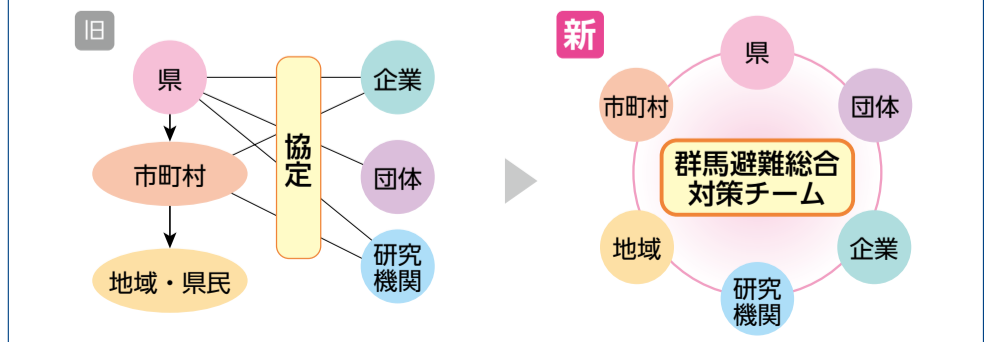 旧
県
市町村
地域・県民
協定
企業
団体
研究
機関
新
県
市町村
団体
群馬避難総合
対策チーム
地域
企業
研究
機関